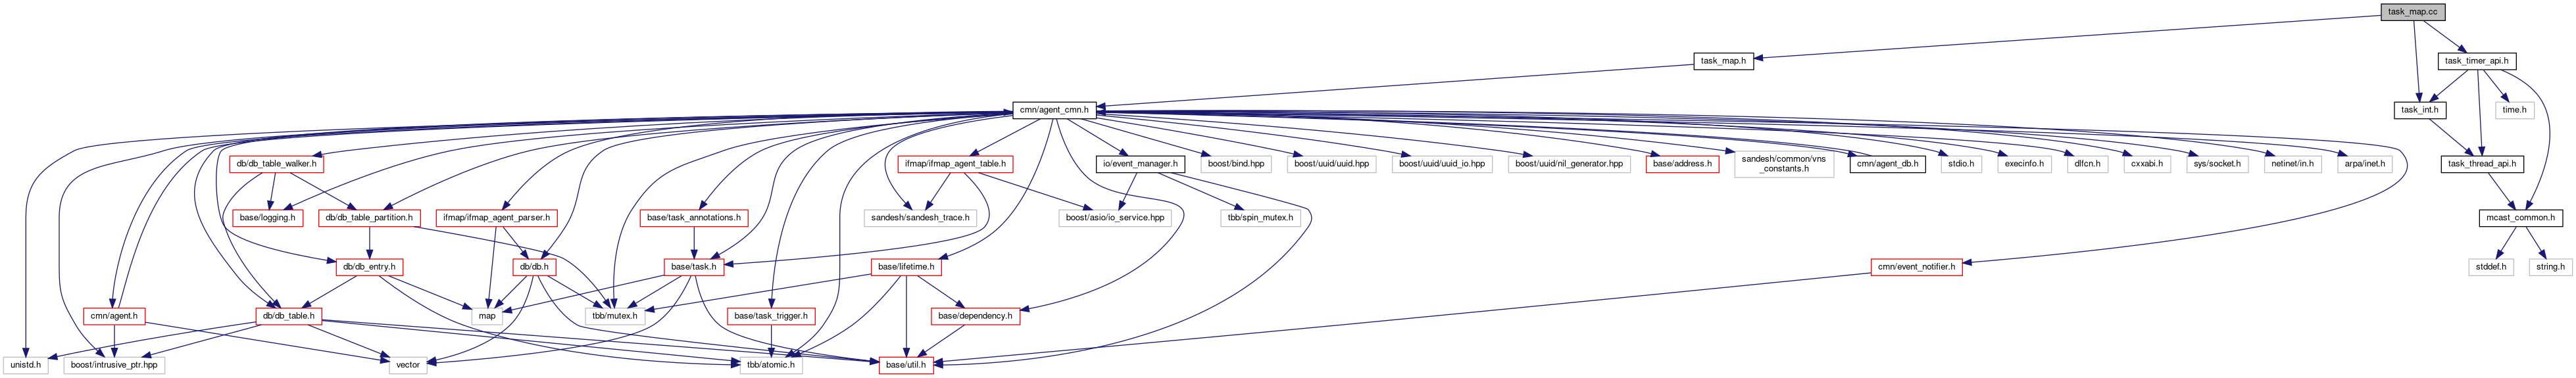 task_map.cc
task_map.h
task_timer_api.h
cmn/agent_cmn.h
task_int.h
time.h
db/db_table_walker.h
ifmap/ifmap_agent_table.h
io/event_manager.h
boost/bind.hpp
boost/uuid/uuid.hpp
boost/uuid/uuid_io.hpp
boost/uuid/nil_generator.hpp
base/address.h
sandesh/common/vns
_constants.h
cmn/agent_db.h
stdio.h
execinfo.h
dlfcn.h
cxxabi.h
sys/socket.h
netinet/in.h
arpa/inet.h
task_thread_api.h
base/logging.h
db/db_table_partition.h
ifmap/ifmap_agent_parser.h
base/task_annotations.h
sandesh/sandesh_trace.h
boost/asio/io_service.hpp
tbb/spin_mutex.h
mcast_common.h
db/db_entry.h
db/db.h
base/task.h
base/lifetime.h
cmn/event_notifier.h
stddef.h
string.h
cmn/agent.h
db/db_table.h
map
tbb/mutex.h
base/task_trigger.h
base/dependency.h
unistd.h
boost/intrusive_ptr.hpp
vector
tbb/atomic.h
base/util.h